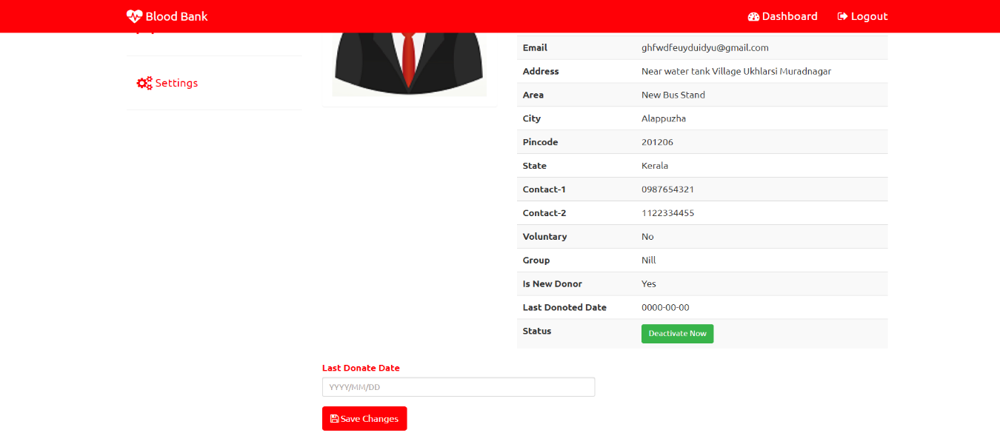 Blood Bank
Dashboard
Logout
Settings
Email ghfwdfeuyduidyu@gmail.com
Address Near water tank Village Ukhlarsi Muradnagar
Area New Bus Stand
City Alappuzha
Pincode 201206
State Kerala
Contact-1 0987654321
Contact-2 1122334455
Voluntary No
Group Nill
Is New Donor Yes
Last Donoted Date 0000-00-00
Status Deactivate Now
Last Donate Date
YYYY/MM/DD
Save Changes